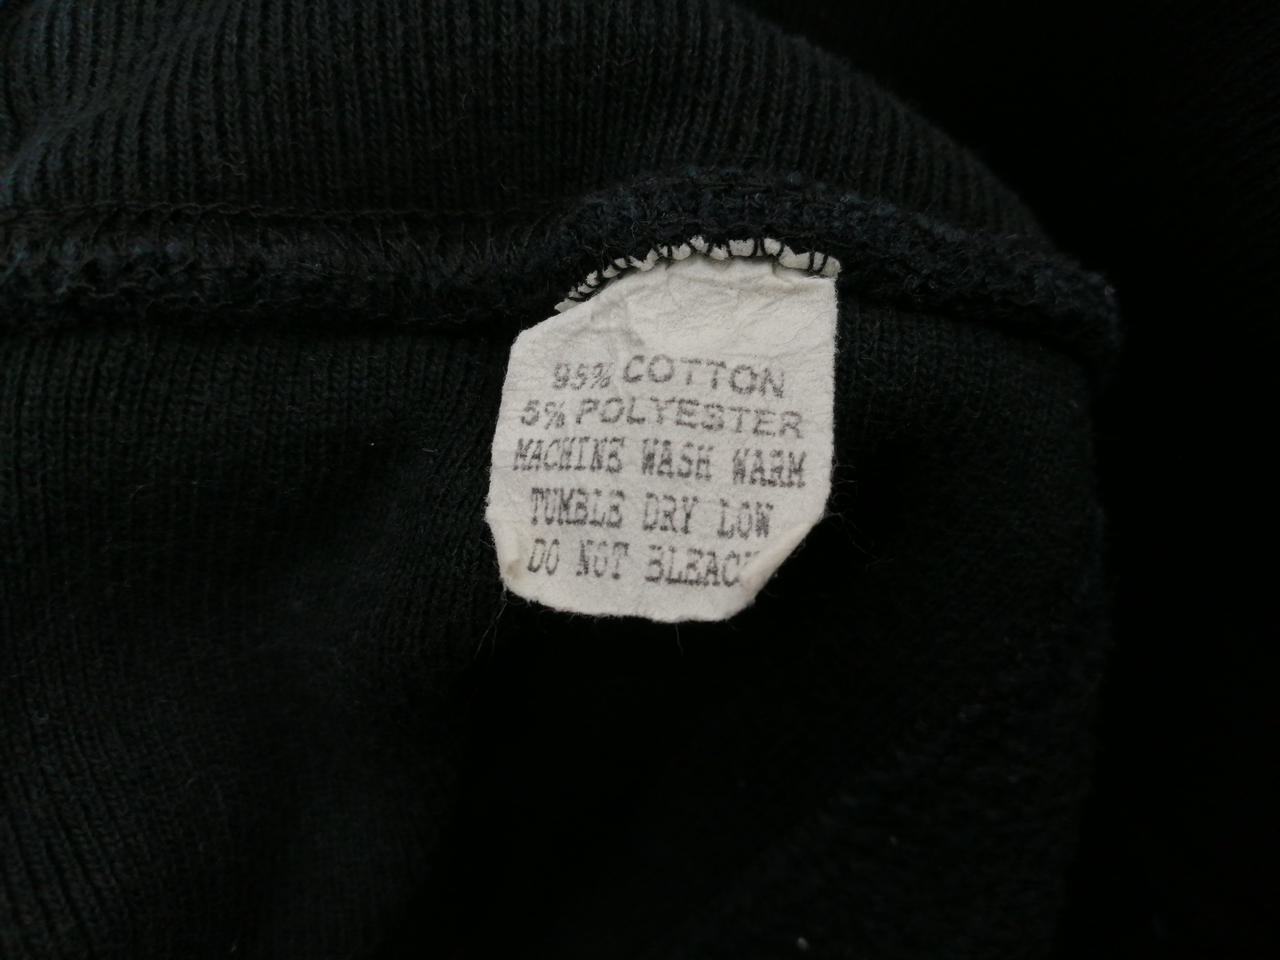 95% COTTON
5% POLYESTER
MACHINE WASH WARM
TUMBLE DRY LOW
DO NOT BLEACH